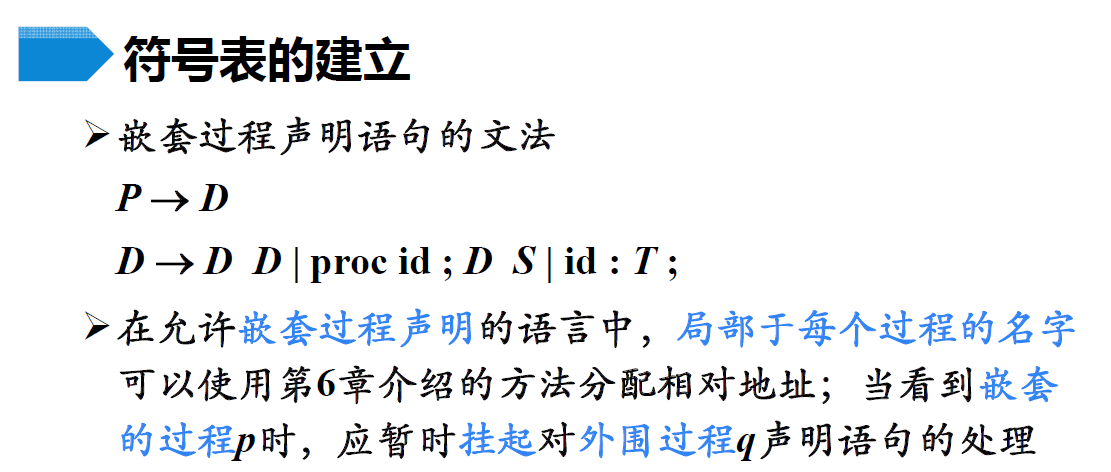 符号表的建立
➢嵌套过程声明语句的文法
P → D
D → D D | proc id ; D S | id : T ;
➢在允许嵌套过程声明的语言中，局部于每个过程的名字
可以使用第6章介绍的方法分配相对地址；当看到嵌套
的过程p时，应暂时挂起对外围过程q声明语句的处理